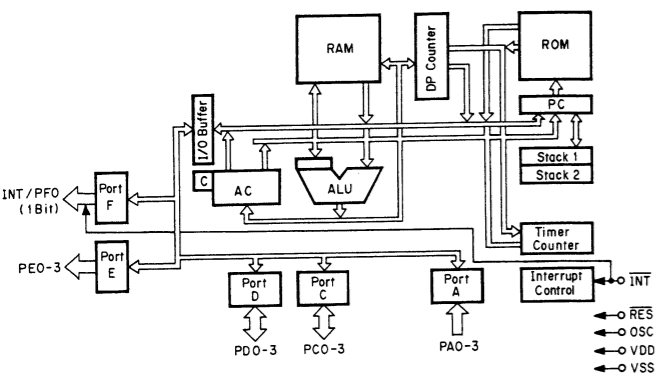 RAM
DP Counter
ROM
PC
I/O Buffer
Stack 1
Stack 2
C
AC
ALU
INT/PF0
(1Bit)
Port
F
Timer
Counter
PE0-3
Port
E
Port
D
Port
C
Port
A
Interrupt
Control
INT
RES
OSC
VDD
VSS
PD0-3
PC0-3
PA0-3